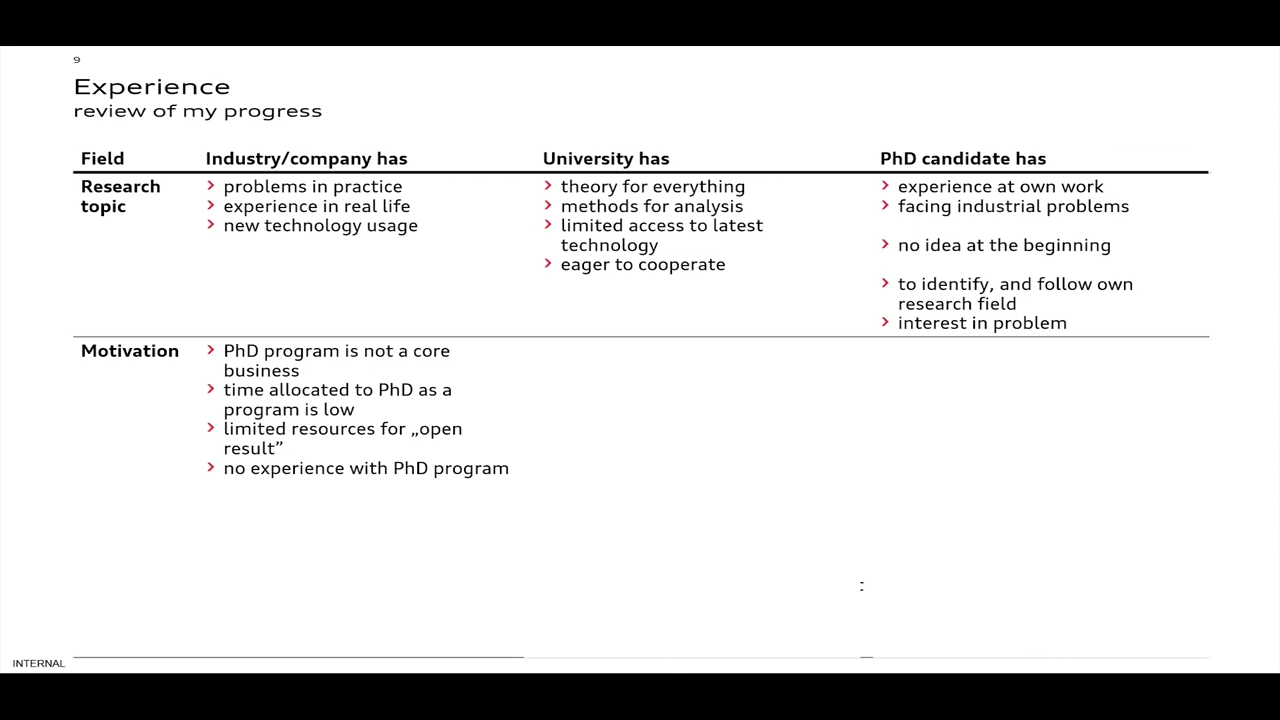 9
Experience
review of my progress
Field
Industry/company has
University has
PhD candidate has
Research
topic
problems in practice
experience in real life
new technology usage
theory for everything
methods for analysis
limited access to latest
technology
eager to cooperate
experience at own work
facing industrial problems
no idea at the beginning
to identify, and follow own
research field
interest in problem
Motivation
PhD program is not a core
business
time allocated to PhD as a
program is low
limited resources for „open
result”
no experience with PhD program
INTERNAL